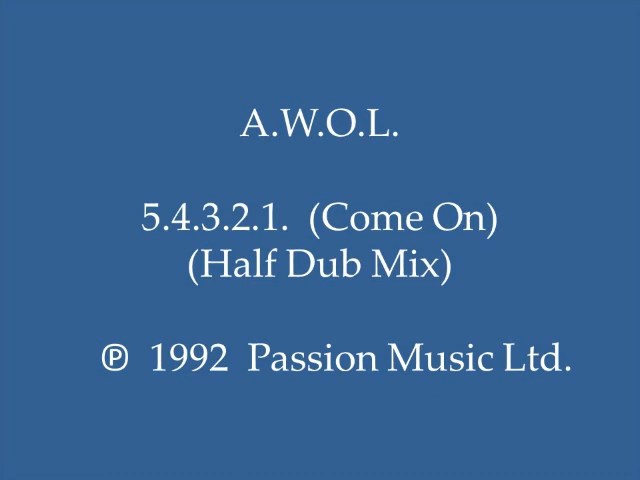 A.W.O.L.
5.4.3.2.1. (Come On)
(Half Dub Mix)
℗ 1992 Passion Music Ltd.